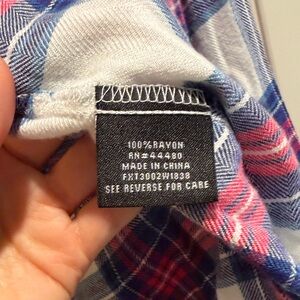 100% RAYON
RN#44480
MADE IN CHINA
FXT3002W1838
SEE REVERSE FOR CARE